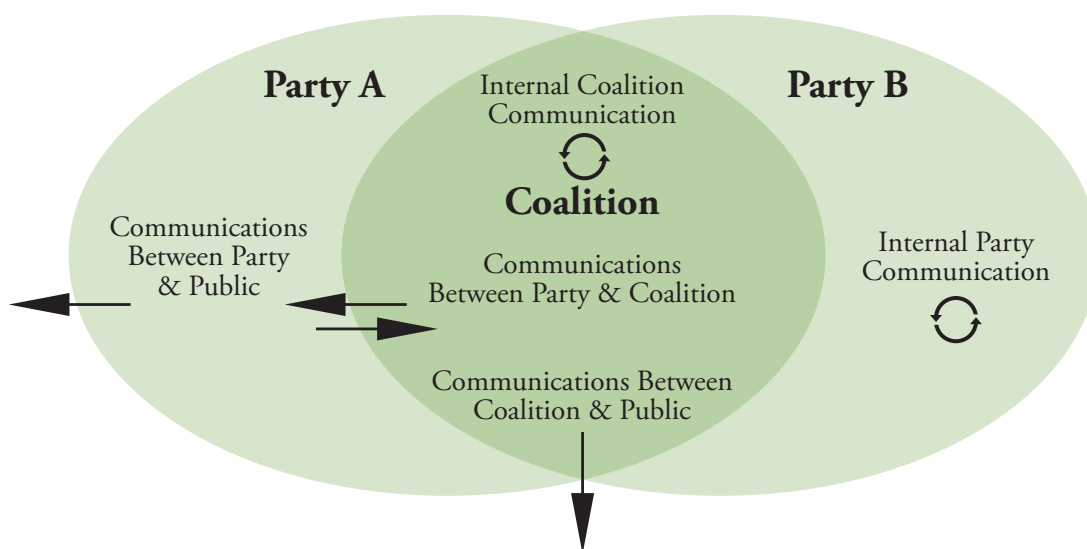 Party A
Party B
Internal Coalition
Communication
Coalition
Communications
Between Party
& Public
Communications
Between Party & Coalition
Internal Party
Communication
Communications Between
Coalition & Public